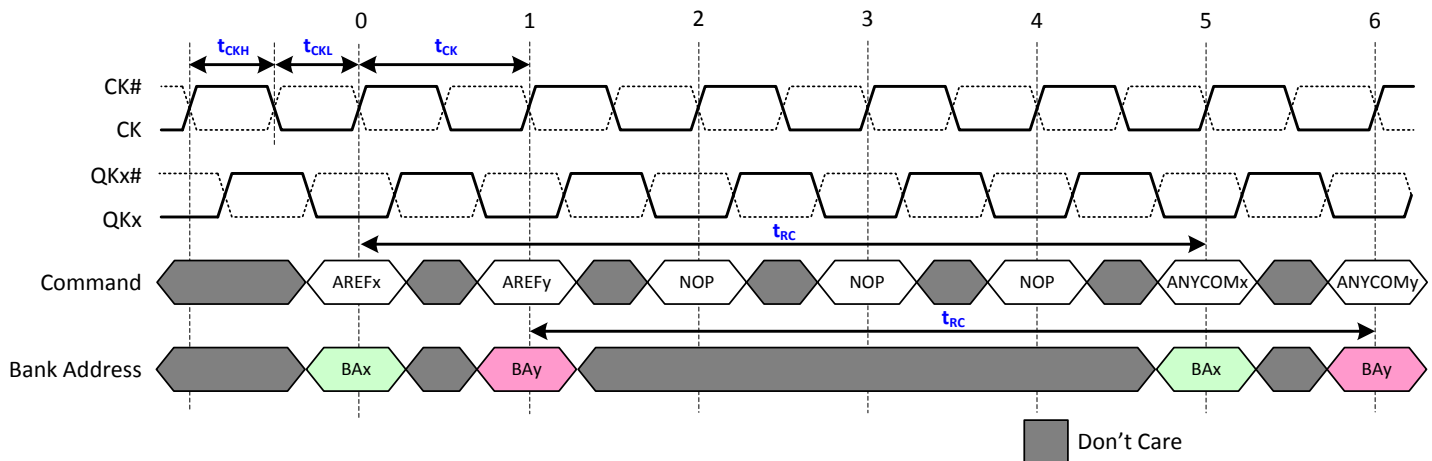 0 1 2 3 4 5 6
tCKH tCKL tCK
CK#
CK
QKx#
QKx
tRC
Command AREFx AREFy NOP NOP NOP ANYCOMx ANYCOMy
tRC
Bank Address BAx BAy BAx BAy
Don't Care